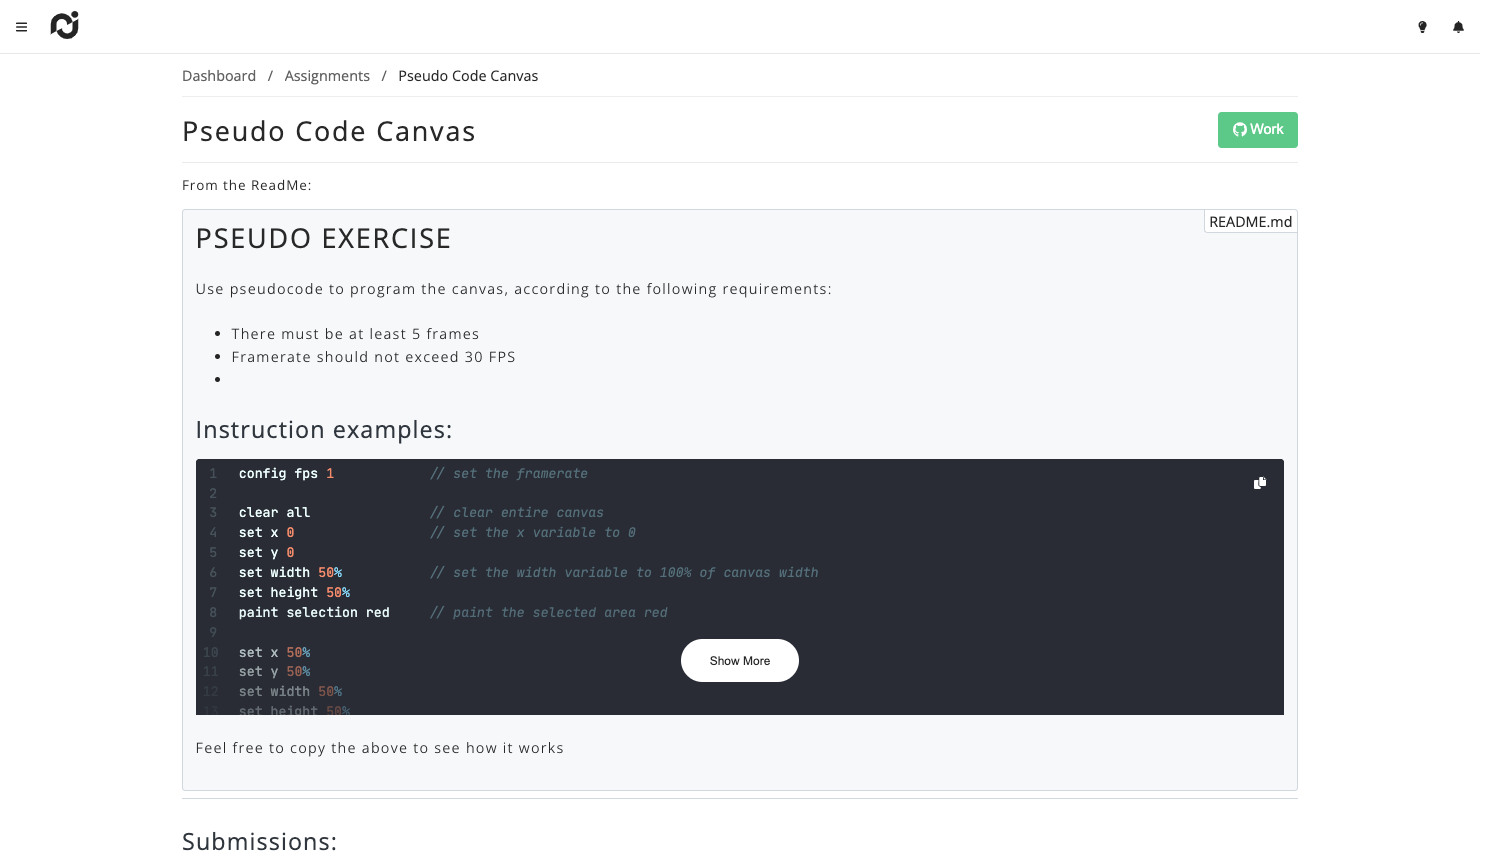 Dashboard / Assignments / Pseudo Code Canvas
Pseudo Code Canvas
Work
From the ReadMe:
README.md
PSEUDO EXERCISE
Use pseudocode to program the canvas, according to the following requirements:
• There must be at least 5 frames
• Framerate should not exceed 30 FPS
•
Instruction examples:
1 config fps 1 // set the framerate
2
3 clear all // clear entire canvas
4 set x 0 // set the x variable to 0
5 set y 0
6 set width 50% // set the width variable to 100% of canvas width
7 set height 50%
8 paint selection red // paint the selected area red
9
10 set x 50%
11 set y 50%
12 set width 50%
13 set height 50%
Show More
Feel free to copy the above to see how it works
Submissions: